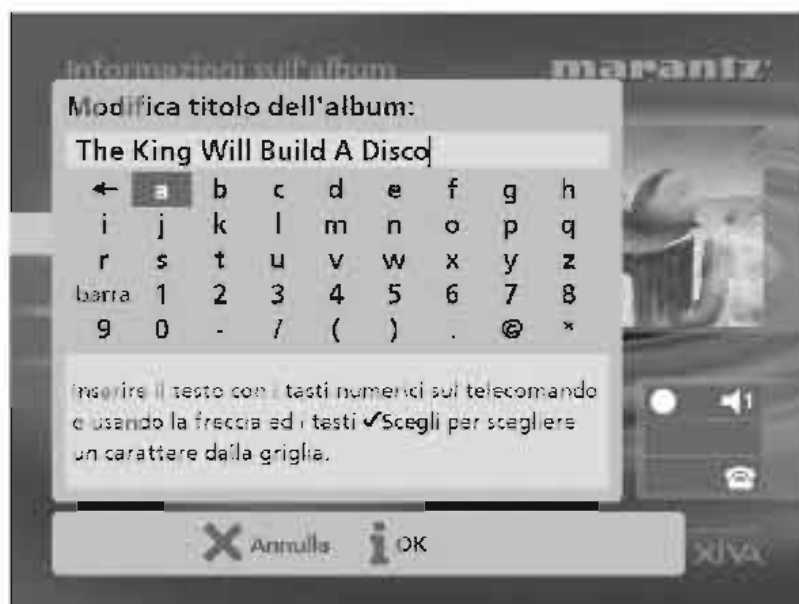 Informazioni sull'album marantz
Modifica titolo dell'album:
The King Will Build A Disco
← a b c d e f g h
i j k l m n o p q
r s t u v w x y z
barra 1 2 3 4 5 6 7 8
9 0 - / ( ) . @ *
Inserire il testo con i tasti numerici sul telecomando
o usando la freccia ed i tasti ✓Scegli per scegliere
un carattere dalla griglia.
1
Annulla OK
XIVA